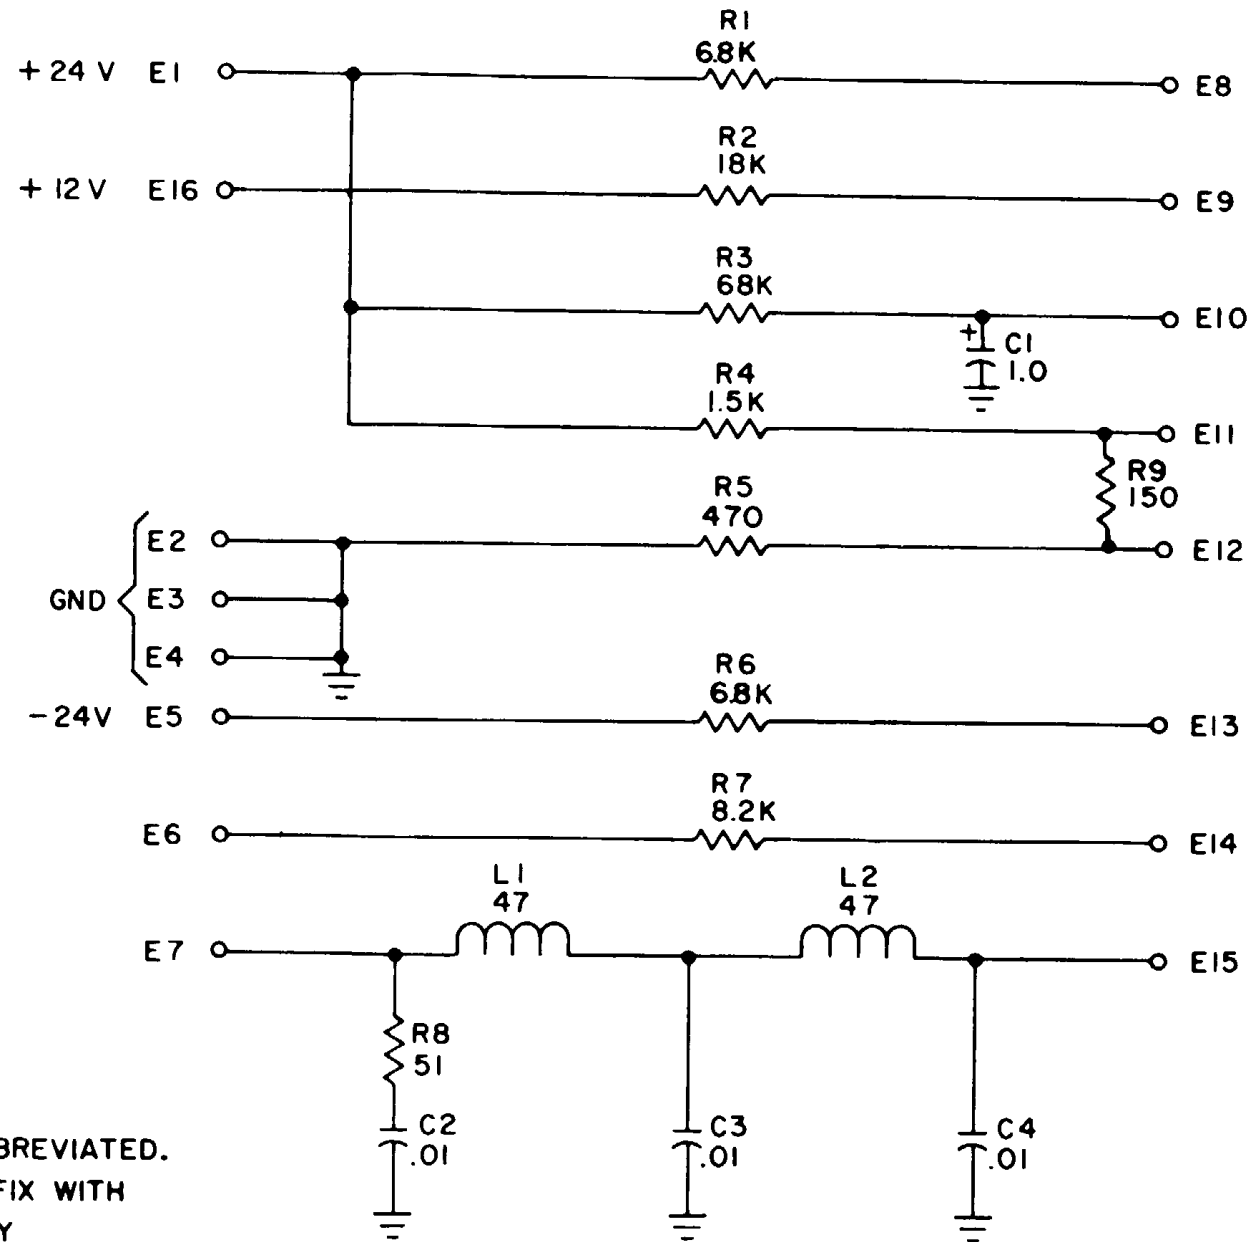 R1
6.8K
+24 V E1
E8
R2
18K
+12V E16
E9
R3
68K
E10
+
C1
1.0
R4
1.5K
E11
R9
150
R5
470
E2
E12
GND E3
E4
R6
6.8K
-24V E5
E13
R7
8.2K
E6
E14
L1
47
L2
47
E7
E15
R8
51
C2
.01
C3
.01
C4
.01
BREVIATED.
FIX WITH
Y